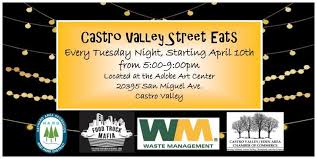 Castro Valley Street Eats
Every Tuesday Night, Starting April 10th
from 5:00-9:00pm
Located at the Adobe Art Center
20395 San Miguel Ave.
Castro Valley
HARD
FOOD TRUCK
MAFIA
WM
WASTE MANAGEMENT
CASTRO VALLEY/EDEN AREA
CHAMBER OF COMMERCE